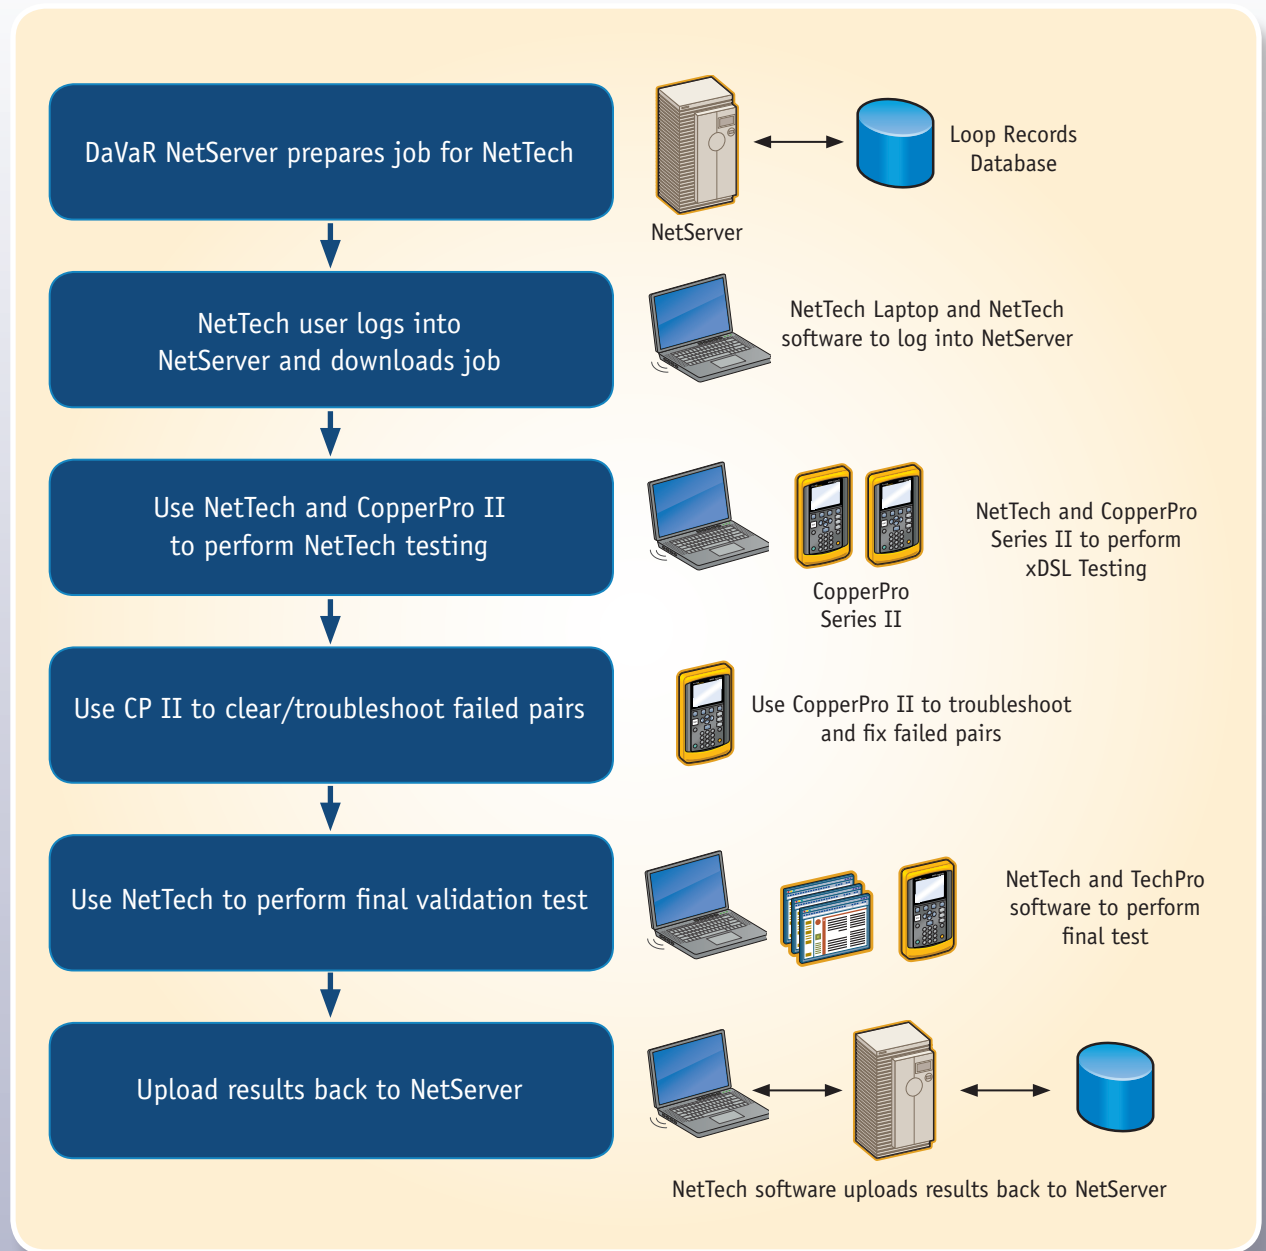 DaVaR NetServer prepares job for NetTech
Loop Records
Database
NetServer
NetTech user logs into
NetServer and downloads job
NetTech Laptop and NetTech
software to log into NetServer
Use NetTech and CopperPro II
to perform NetTech testing
CopperPro
Series II
NetTech and CopperPro
Series II to perform
xDSL Testing
Use CP II to clear/troubleshoot failed pairs
Use CopperPro II to troubleshoot
and fix failed pairs
Use NetTech to perform final validation test
NetTech and TechPro
software to perform
final test
Upload results back to NetServer
NetTech software uploads results back to NetServer